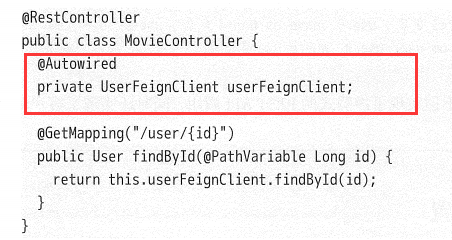 @RestController
public class MovieController {
@Autowired
private UserFeignClient userFeignClient;
@GetMapping("/user/{id}")
public User findById(@PathVariable Long id) {
return this.userFeignClient.findById(id);
}
}